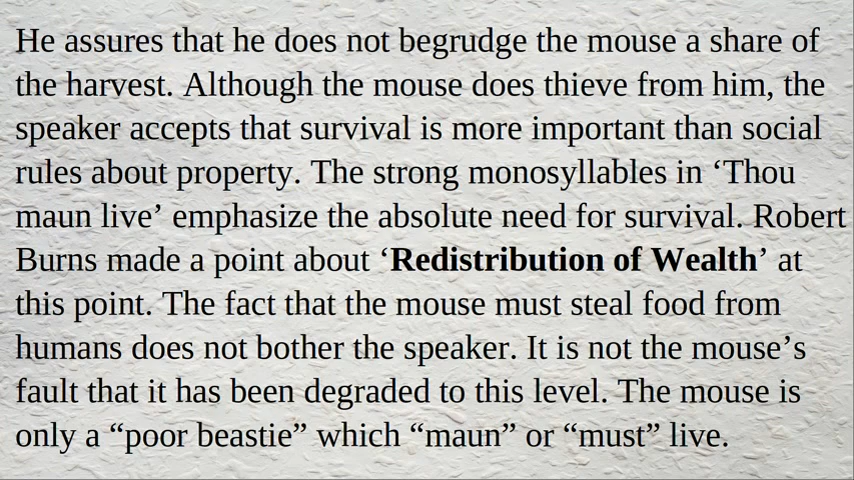 He assures that he does not begrudge the mouse a share of
the harvest. Although the mouse does thieve from him, the
speaker accepts that survival is more important than social
rules about property. The strong monosyllables in ‘Thou
maun live’ emphasize the absolute need for survival. Robert
Burns made a point about ‘Redistribution of Wealth’ at
this point. The fact that the mouse must steal food from
humans does not bother the speaker. It is not the mouse’s
fault that it has been degraded to this level. The mouse is
only a “poor beastie” which “maun” or “must” live.